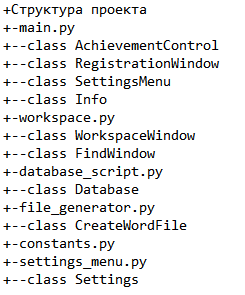 +Структура проекта
+-main.py
+--class AchievementControl
+--class RegistrationWindow
+--class SettingsMenu
+--class Info
+-workspace.py
+--class WorkspaceWindow
+--class FindWindow
+-database_script.py
+--class Database
+-file_generator.py
+--class CreateWordFile
+-constants.py
+-settings_menu.py
+--class Settings